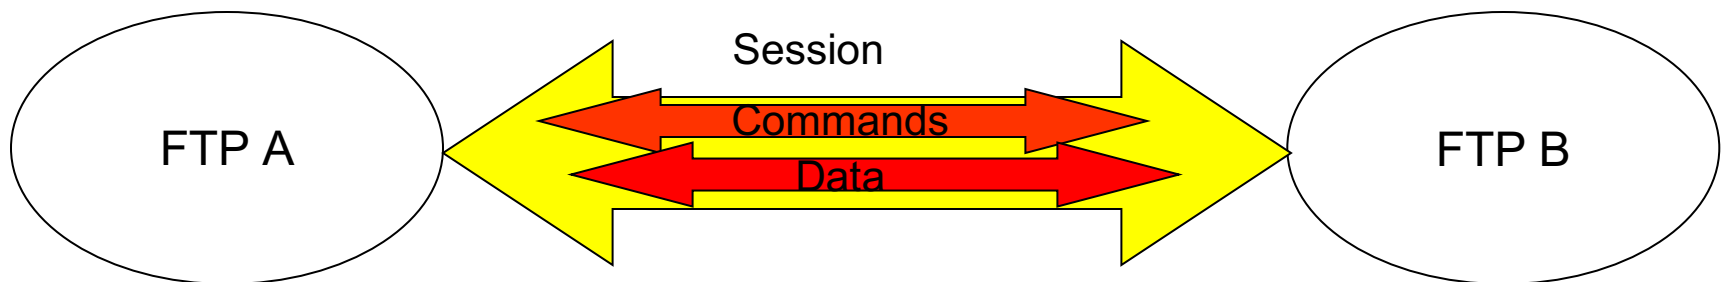 Session
FTP A
Commands
FTP B
Data